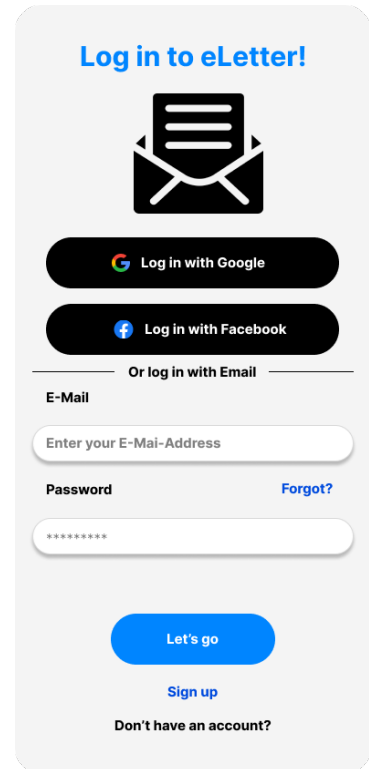 Log in to eLetter!
Log in with Google
Log in with Facebook
Or log in with Email
E-Mail
Enter your E-Mai-Address
Password Forgot?
*********
Let’s go
Sign up
Don’t have an account?